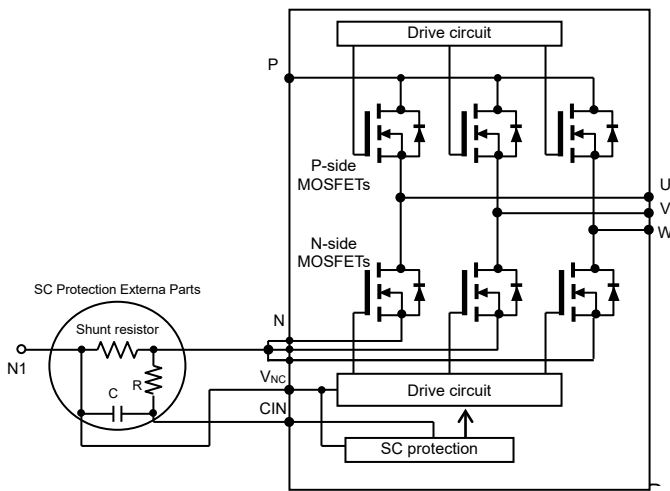 Drive circuit
P
P-side
MOSFETs
U
V
W
N-side
MOSFETs
SC Protection Externa Parts
Shunt resistor
N
N1
R
C
VNC
Drive circuit
CIN
SC protection